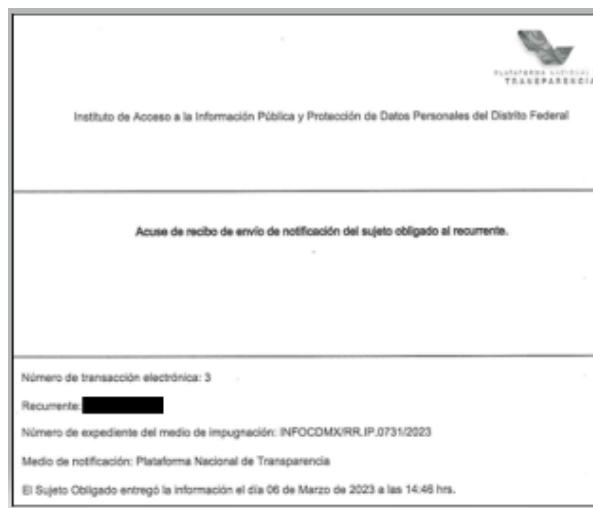 PLATAFORMA NACIONAL
TRANSPARENCIA
Instituto de Acceso a la Información Pública y Protección de Datos Personales del Distrito Federal
Acuse de recibo de envío de notificación del sujeto obligado al recurrente.
Número de transacción electrónica: 3
Recurrente:
Número de expediente del medio de impugnación: INFOCDMX/RR.IP.0731/2023
Medio de notificación: Plataforma Nacional de Transparencia
El Sujeto Obligado entregó la información el día 06 de Marzo de 2023 a las 14:46 hrs.